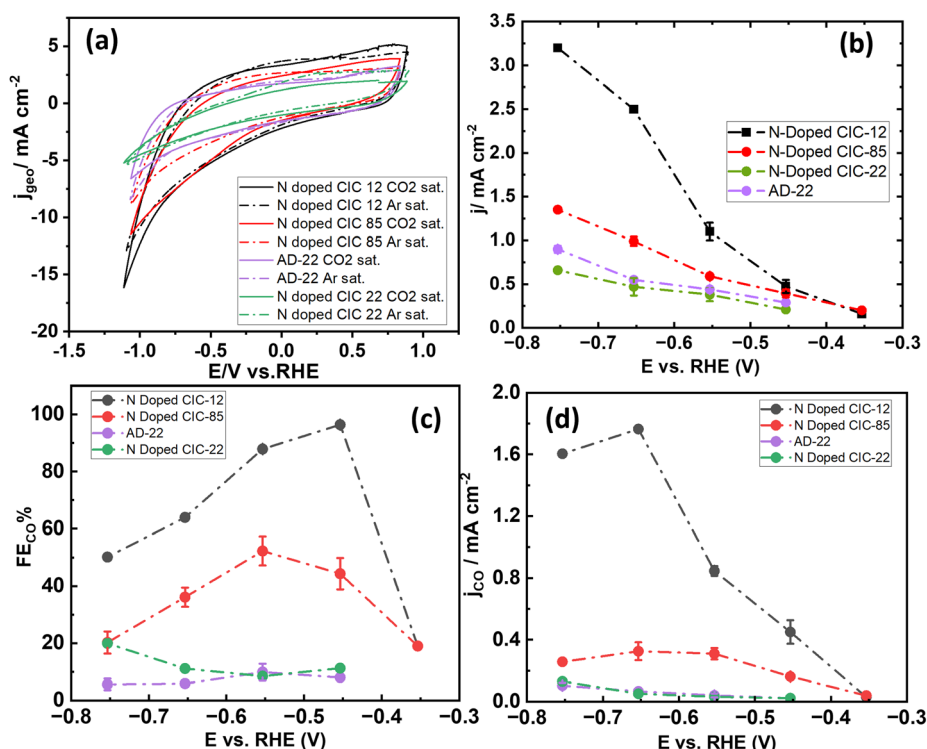 (a)
j_geo/ mA cm⁻²
5
0
-5
-10
-15
-20
-1.5
-1.0
-0.5
0.0
0.5
1.0
E/V vs.RHE
N doped CIC 12 CO2 sat.
N doped CIC 12 Ar sat.
N doped CIC 85 CO2 sat.
N doped CIC 85 Ar sat.
AD-22 CO2 sat.
AD-22 Ar sat.
N doped CIC 22 CO2 sat.
N doped CIC 22 Ar sat.
(b)
j/ mA cm⁻²
3.5
3.0
2.5
2.0
1.5
1.0
0.5
0.0
−0.8
−0.7
−0.6
−0.5
−0.4
−0.3
E vs. RHE (V)
N-Doped CIC-12
N-Doped CIC-85
N-Doped CIC-22
AD-22
(c)
FE_CO%
100
80
60
40
20
0
−0.8
−0.7
−0.6
−0.5
−0.4
−0.3
E vs. RHE (V)
N Doped CIC-12
N Doped CIC-85
AD-22
N Doped CIC-22
(d)
j_CO / mA cm⁻²
2.0
1.6
1.2
0.8
0.4
0.0
−0.8
−0.7
−0.6
−0.5
−0.4
−0.3
E vs. RHE (V)
N Doped CIC-12
N Doped CIC-85
AD-22
N Doped CIC-22